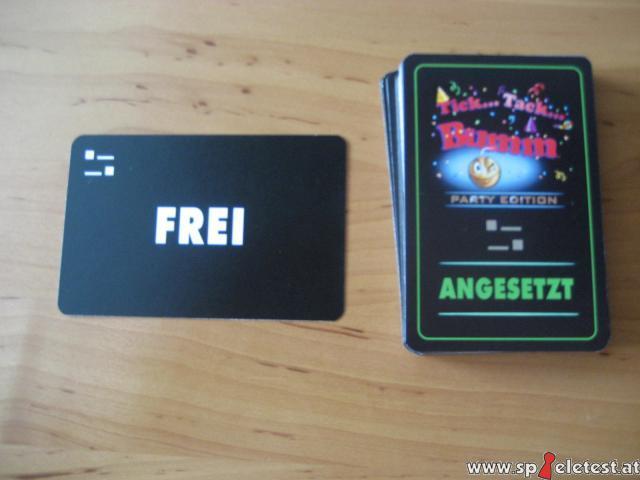 FREI
Tick... Tack...
Bumm
PARTY EDITION
ANGESETZT
www.spieletest.at